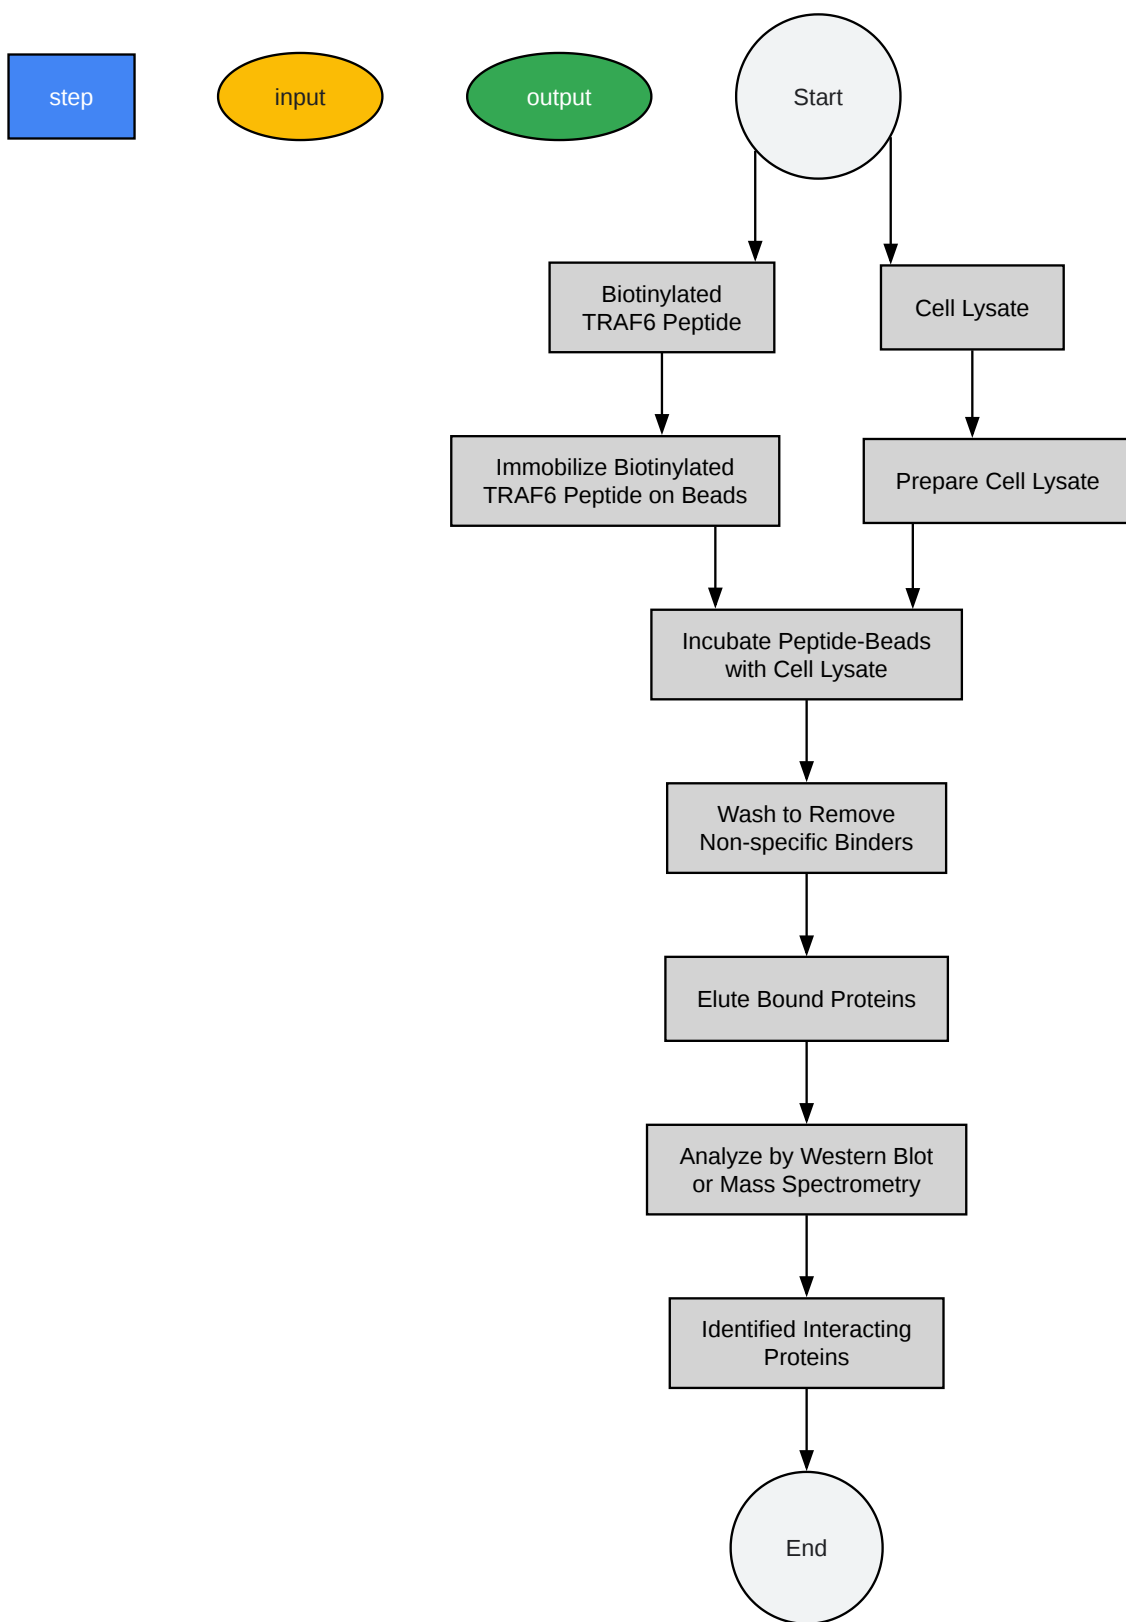 step
input
output
Start
Biotinylated
TRAF6 Peptide
Cell Lysate
Immobilize Biotinylated
TRAF6 Peptide on Beads
Prepare Cell Lysate
Incubate Peptide-Beads
with Cell Lysate
Wash to Remove
Non-specific Binders
Elute Bound Proteins
Analyze by Western Blot
or Mass Spectrometry
Identified Interacting
Proteins
End